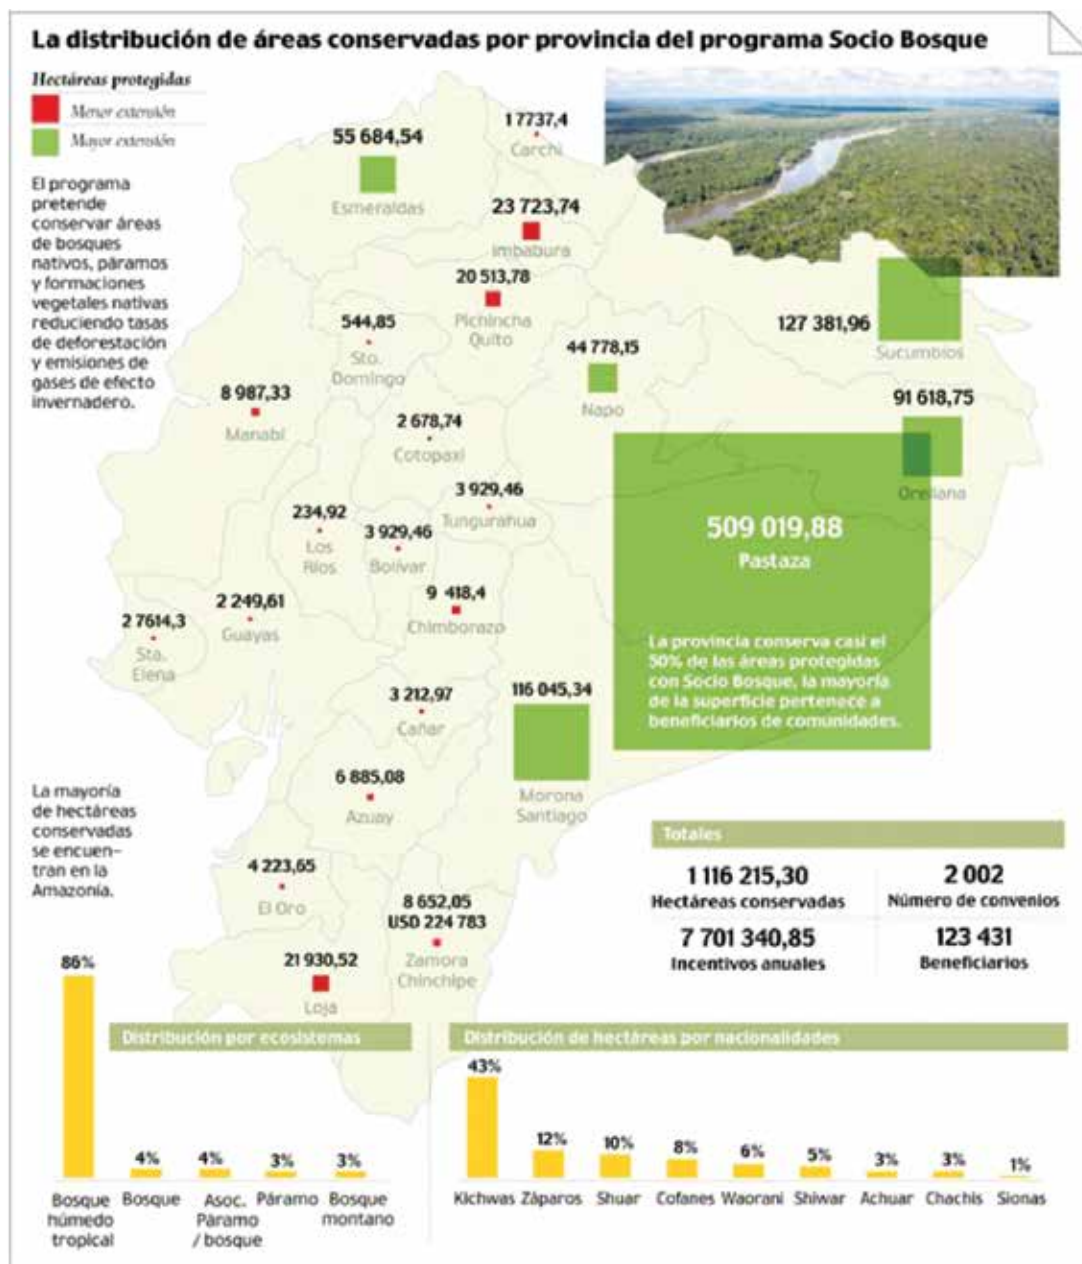 La distribución de áreas conservadas por provincia del programa Socio Bosque
Hectáreas protegidas
Menor extensión
Mayor extensión
El programa
pretende
conservar áreas
de bosques
nativos, páramos
y formaciones
vegetales nativas
reduciendo tasas
de deforestación
y emisiones de
gases de efecto
invernadero.
55 684,54
Esmeraldas
1 7737,4
Carchi
23 723,74
Imbabura
20 513,78
Pichincha
Quito
544,85
Sto.
Domingo
44 778,15
Napo
127 381,96
Sucumbíos
8 987,33
Manabí
2 678,74
Cotopaxi
91 618,75
Orellana
3 929,46
Tungurahua
234,92
Los
Ríos
3 929,46
Bolívar
509 019,88
Pastaza
La provincia conserva casi el
50% de las áreas protegidas
con Socio Bosque, la mayoría
de la superficie pertenece a
beneficiarios de comunidades.
9 418,4
Chimborazo
2 249,61
Guayas
2 7614,3
Sta.
Elena
3 212,97
Cañar
116 045,34
Morona
Santiago
6 885,08
Azuay
La mayoría
de hectáreas
conservadas
se encuen-
tran en la
Amazonía.
4 223,65
El Oro
8 652,05
USD 224 783
Zamora
Chinchipe
21 930,52
Loja
Totales
1 116 215,30
Hectáreas conservadas
2 002
Número de convenios
7 701 340,85
Incentivos anuales
123 431
Beneficiarios
Distribución por ecosistemas
86%
4%
4%
3%
3%
Bosque húmedo tropical
Bosque
Asoc. Páramo / bosque
Páramo
Bosque montano
Distribución de hectáreas por nacionalidades
43%
12%
10%
8%
6%
5%
3%
3%
1%
Kichwas Záparos Shuar Cofanes Waorani Shiwar Achuar Chachis Sionas